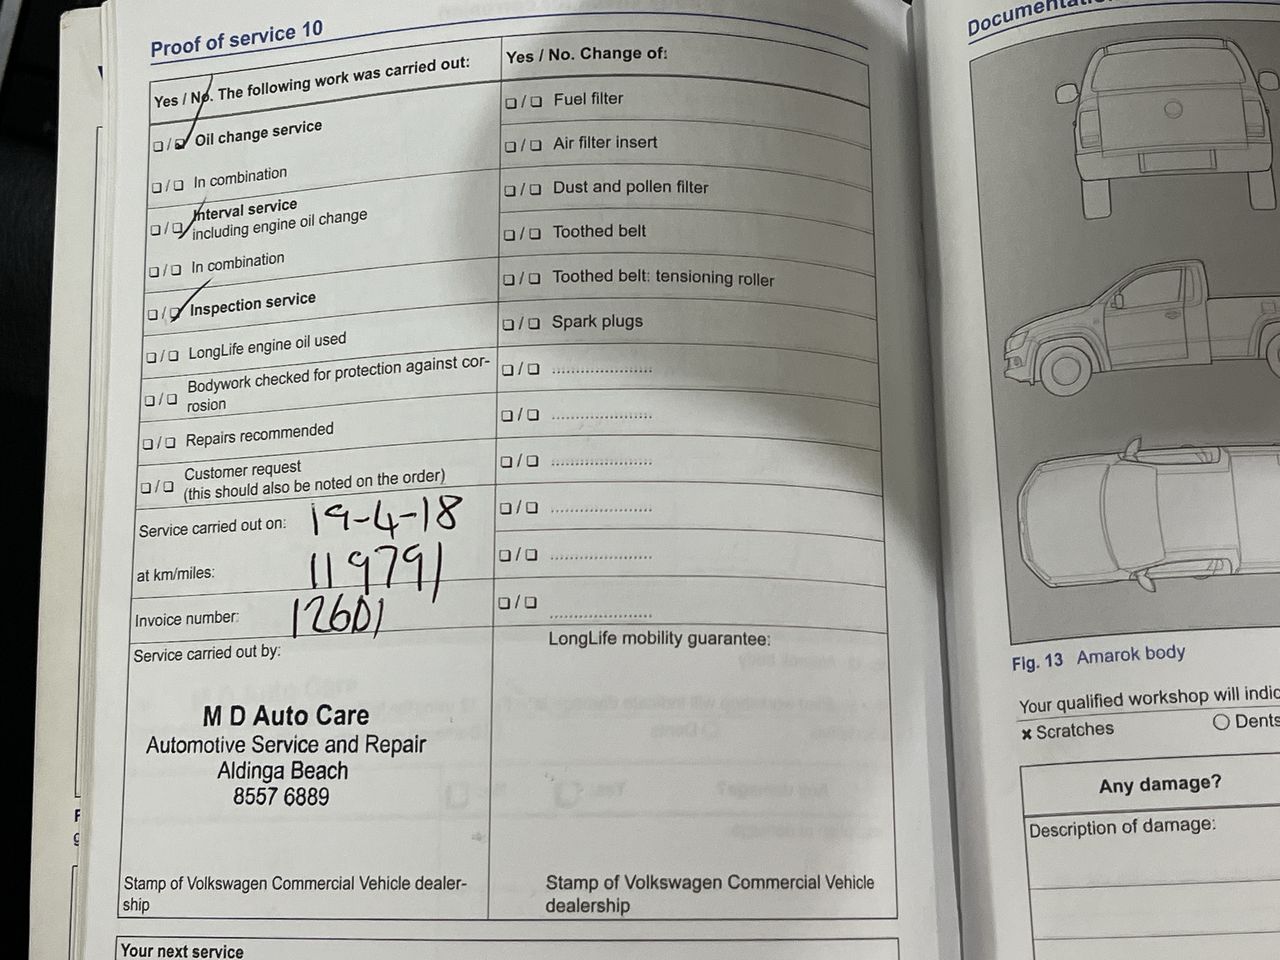 Proof of service 10
Yes / No. The following work was carried out:
❏ / ❏ Oil change service
❏ / ❏ In combination
❏ / ❏ Interval service
including engine oil change
❏ / ❏ In combination
❏ / ❏ Inspection service
❏ / ❏ LongLife engine oil used
❏ / ❏ Bodywork checked for protection against cor-
rosion
❏ / ❏ Repairs recommended
❏ / ❏ Customer request
(this should also be noted on the order)
Service carried out on: 19-4-18
at km/miles: 119791
Invoice number: 12601
Service carried out by:
M D Auto Care
Automotive Service and Repair
Aldinga Beach
8557 6889
Stamp of Volkswagen Commercial Vehicle dealer-
ship
Yes / No. Change of:
❏ / ❏ Fuel filter
❏ / ❏ Air filter insert
❏ / ❏ Dust and pollen filter
❏ / ❏ Toothed belt
❏ / ❏ Toothed belt: tensioning roller
❏ / ❏ Spark plugs
❏ / ❏ .....................
❏ / ❏ .....................
❏ / ❏ .....................
❏ / ❏ .....................
❏ / ❏ .....................
❏ / ❏ .....................
LongLife mobility guarantee:
Stamp of Volkswagen Commercial Vehicle
dealership
Your next service
Fig. 13 Amarok body
Your qualified workshop will
× Scratches
○ Dents
Any damage?
Description of damage: